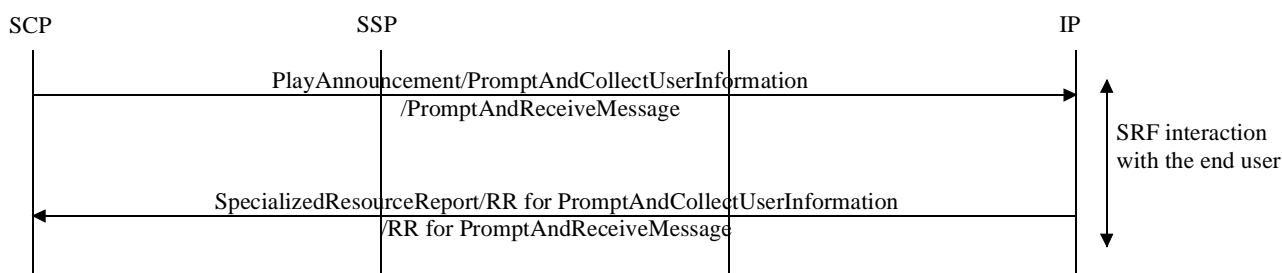 SCP
SSP
IP
PlayAnnouncement/PromptAndCollectUserInformation
/PromptAndReceiveMessage
SRF interaction
with the end user
SpecializedResourceReport/RR for PromptAndCollectUserInformation
/RR for PromptAndReceiveMessage